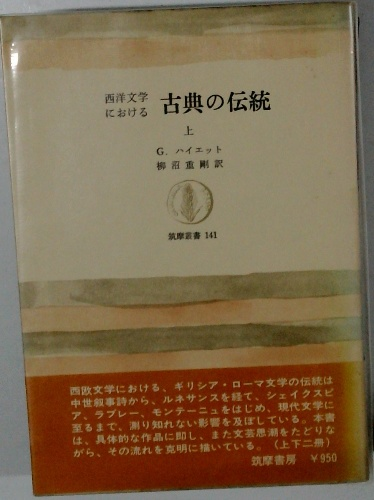 西洋文学
における
古典の伝統
上
G. ハイエット
柳沼重剛訳
筑摩叢書 141
西欧文学における、ギリシア・ローマ文学の伝統は
中世叙事詩から、ルネサンスを経て、シェイクスピ
ア、ラブレー、モンテーニュをはじめ、現代文学に
至るまで、測り知れない影響を及ぼしている。本書
は、具体的な作品に即し、また文芸思潮をたどりな
がら、その流れを克明に描いている。（上下二冊）
筑摩書房 ￥950